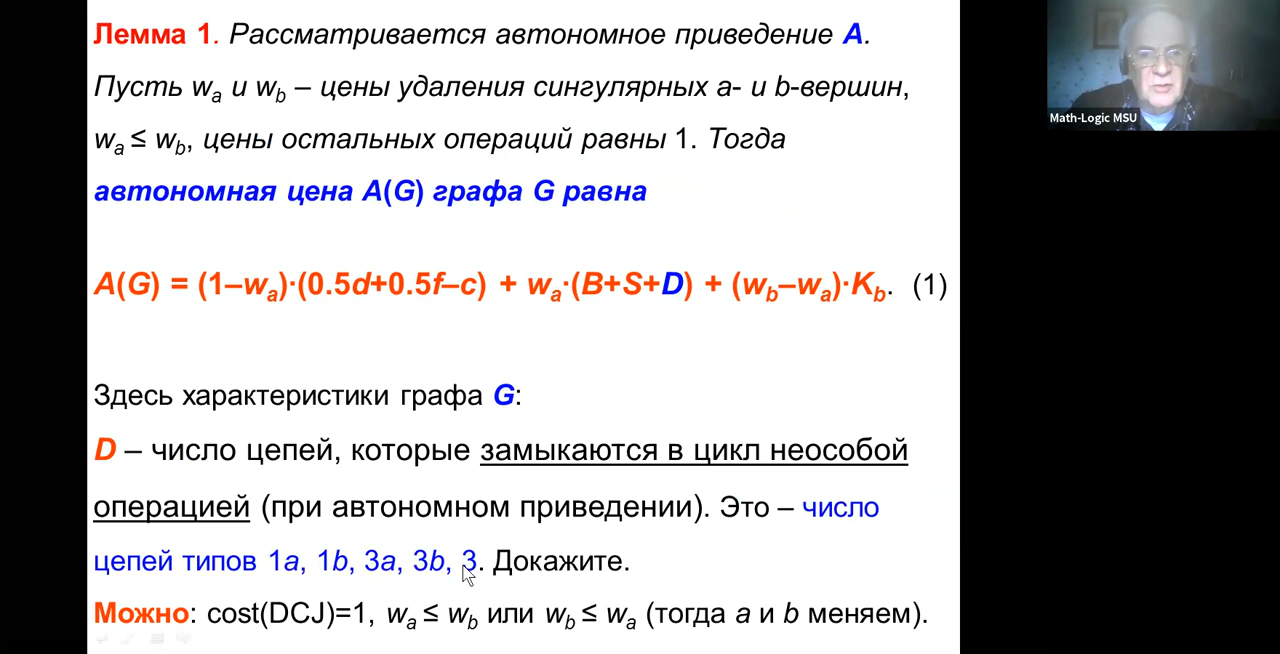 Лемма 1. Рассматривается автономное приведение A.
Пусть wa и wb – цены удаления сингулярных a- и b-вершин,
wa ≤ wb, цены остальных операций равны 1. Тогда
автономная цена A(G) графа G равна
A(G) = (1–wa)·(0.5d+0.5f–c) + wa·(B+S+D) + (wb–wa)·Kb. (1)
Здесь характеристики графа G:
D – число цепей, которые замыкаются в цикл неособой
операцией (при автономном приведении). Это – число
цепей типов 1a, 1b, 3a, 3b, 3. Докажите.
Можно: cost(DCJ)=1, wa ≤ wb или wb ≤ wa (тогда a и b меняем).
Math-Logic MSU